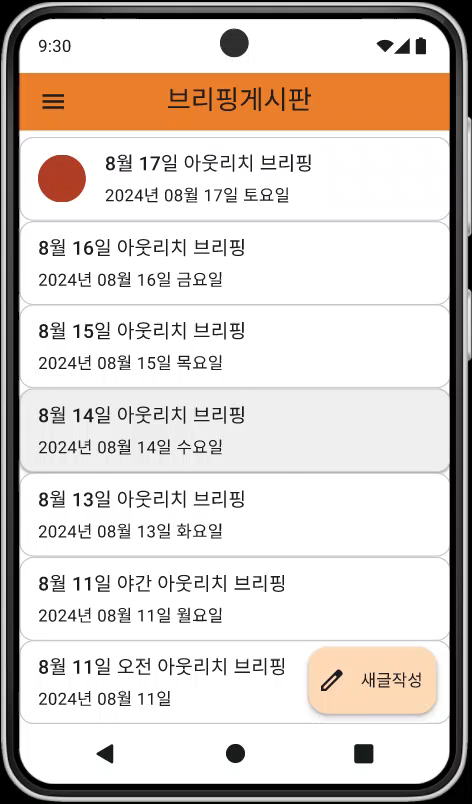 9:30
브리핑게시판
8월 17일 아웃리치 브리핑
2024년 08월 17일 토요일
8월 16일 아웃리치 브리핑
2024년 08월 16일 금요일
8월 15일 아웃리치 브리핑
2024년 08월 15일 목요일
8월 14일 아웃리치 브리핑
2024년 08월 14일 수요일
8월 13일 아웃리치 브리핑
2024년 08월 13일 화요일
8월 11일 야간 아웃리치 브리핑
2024년 08월 11일 월요일
8월 11일 오전 아웃리치 브리핑
2024년 08월 11일
새글작성